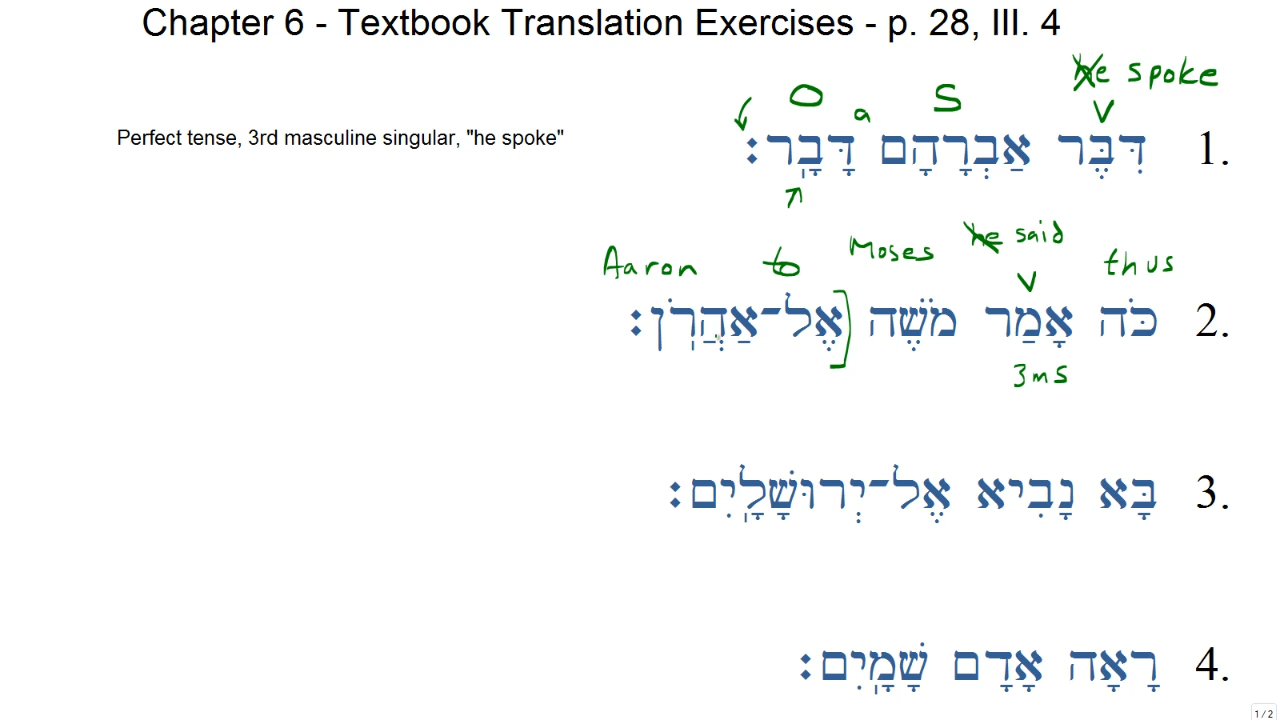 Chapter 6 - Textbook Translation Exercises - p. 28, III. 4
he spoke
O a S V
Perfect tense, 3rd masculine singular, "he spoke"
1. דִּבֶּר אַבְרָהָם דָּבָֽר׃
Aaron to Moses he said thus
V
2. כֹּה אָמַר מֹשֶׁה אֶל־אַהֲרֹֽן׃
3ms
3. בָּא נָבִיא אֶל־יְרוּשָׁלָֽיִם׃
4. רָאָה אָדָם שָׁמָֽיִם׃
1 / 2